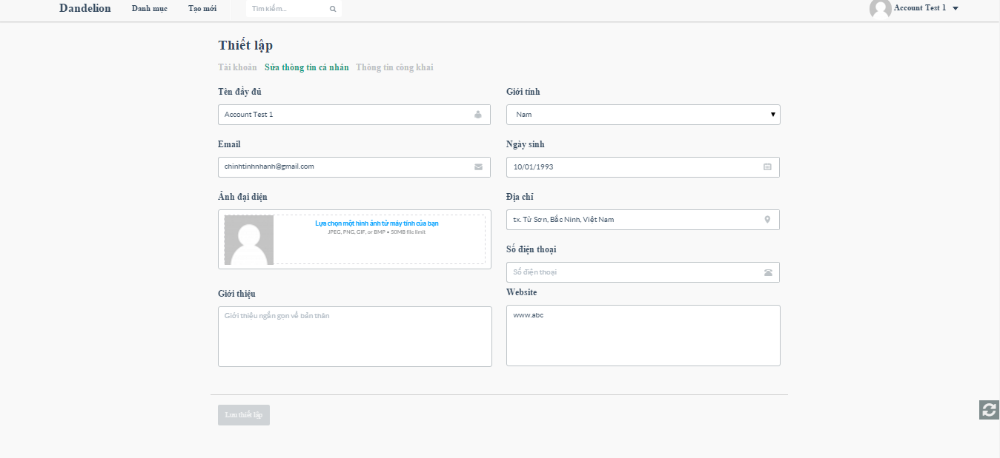 Dandelion Danh mục Tạo mới Tìm kiếm... Account Test 1
Thiết lập
Tài khoản Sửa thông tin cá nhân Thông tin công khai
Tên đầy đủ
Account Test 1
Giới tính
Nam
Email
chinhtinhnhanh@gmail.com
Ngày sinh
10/01/1993
Ảnh đại diện
Lựa chọn một hình ảnh từ máy tính của bạn
JPEG, PNG, GIF, or BMP • 50MB file limit
Địa chỉ
tx. Từ Sơn, Bắc Ninh, Việt Nam
Số điện thoại
Số điện thoại
Giới thiệu
Giới thiệu ngắn gọn về bản thân
Website
www.abc
Lưu thiết lập